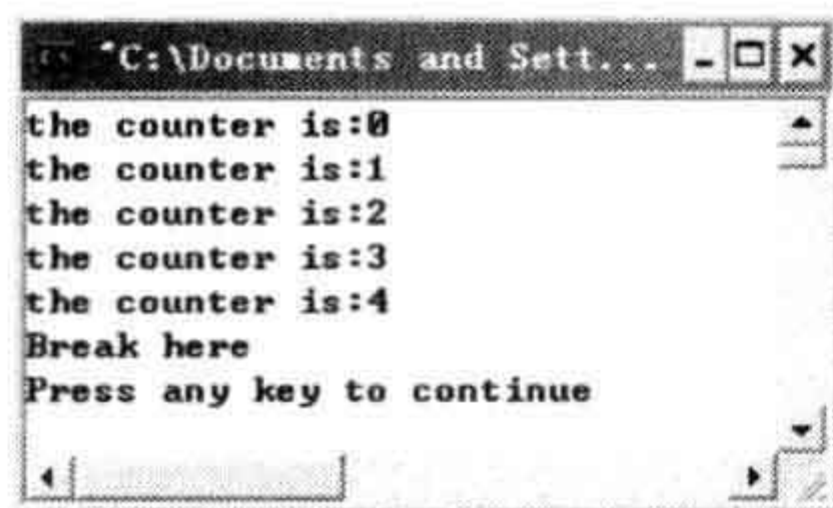 "C:\Documents and Sett...
the counter is:0
the counter is:1
the counter is:2
the counter is:3
the counter is:4
Break here
Press any key to continue